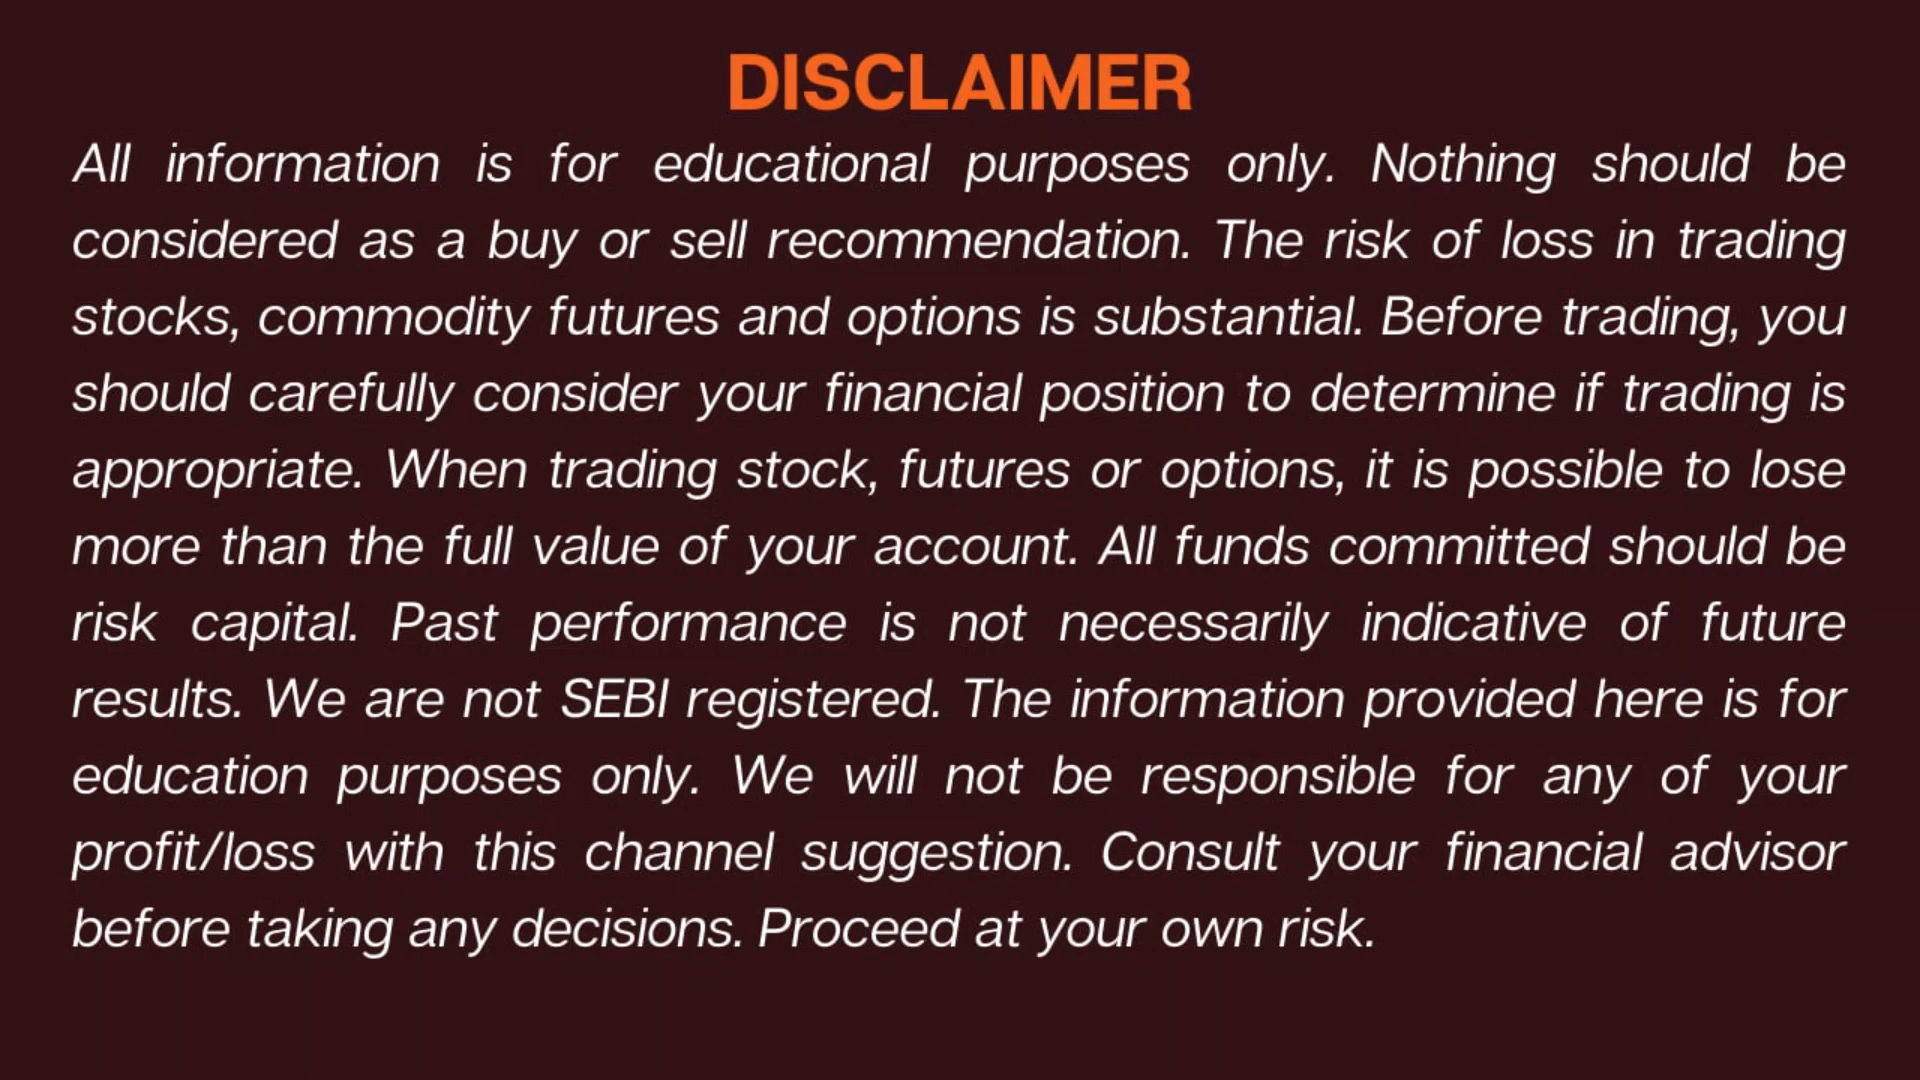 DISCLAIMER
All information is for educational purposes only. Nothing should be
considered as a buy or sell recommendation. The risk of loss in trading
stocks, commodity futures and options is substantial. Before trading, you
should carefully consider your financial position to determine if trading is
appropriate. When trading stock, futures or options, it is possible to lose
more than the full value of your account. All funds committed should be
risk capital. Past performance is not necessarily indicative of future
results. We are not SEBI registered. The information provided here is for
education purposes only. We will not be responsible for any of your
profit/loss with this channel suggestion. Consult your financial advisor
before taking any decisions. Proceed at your own risk.